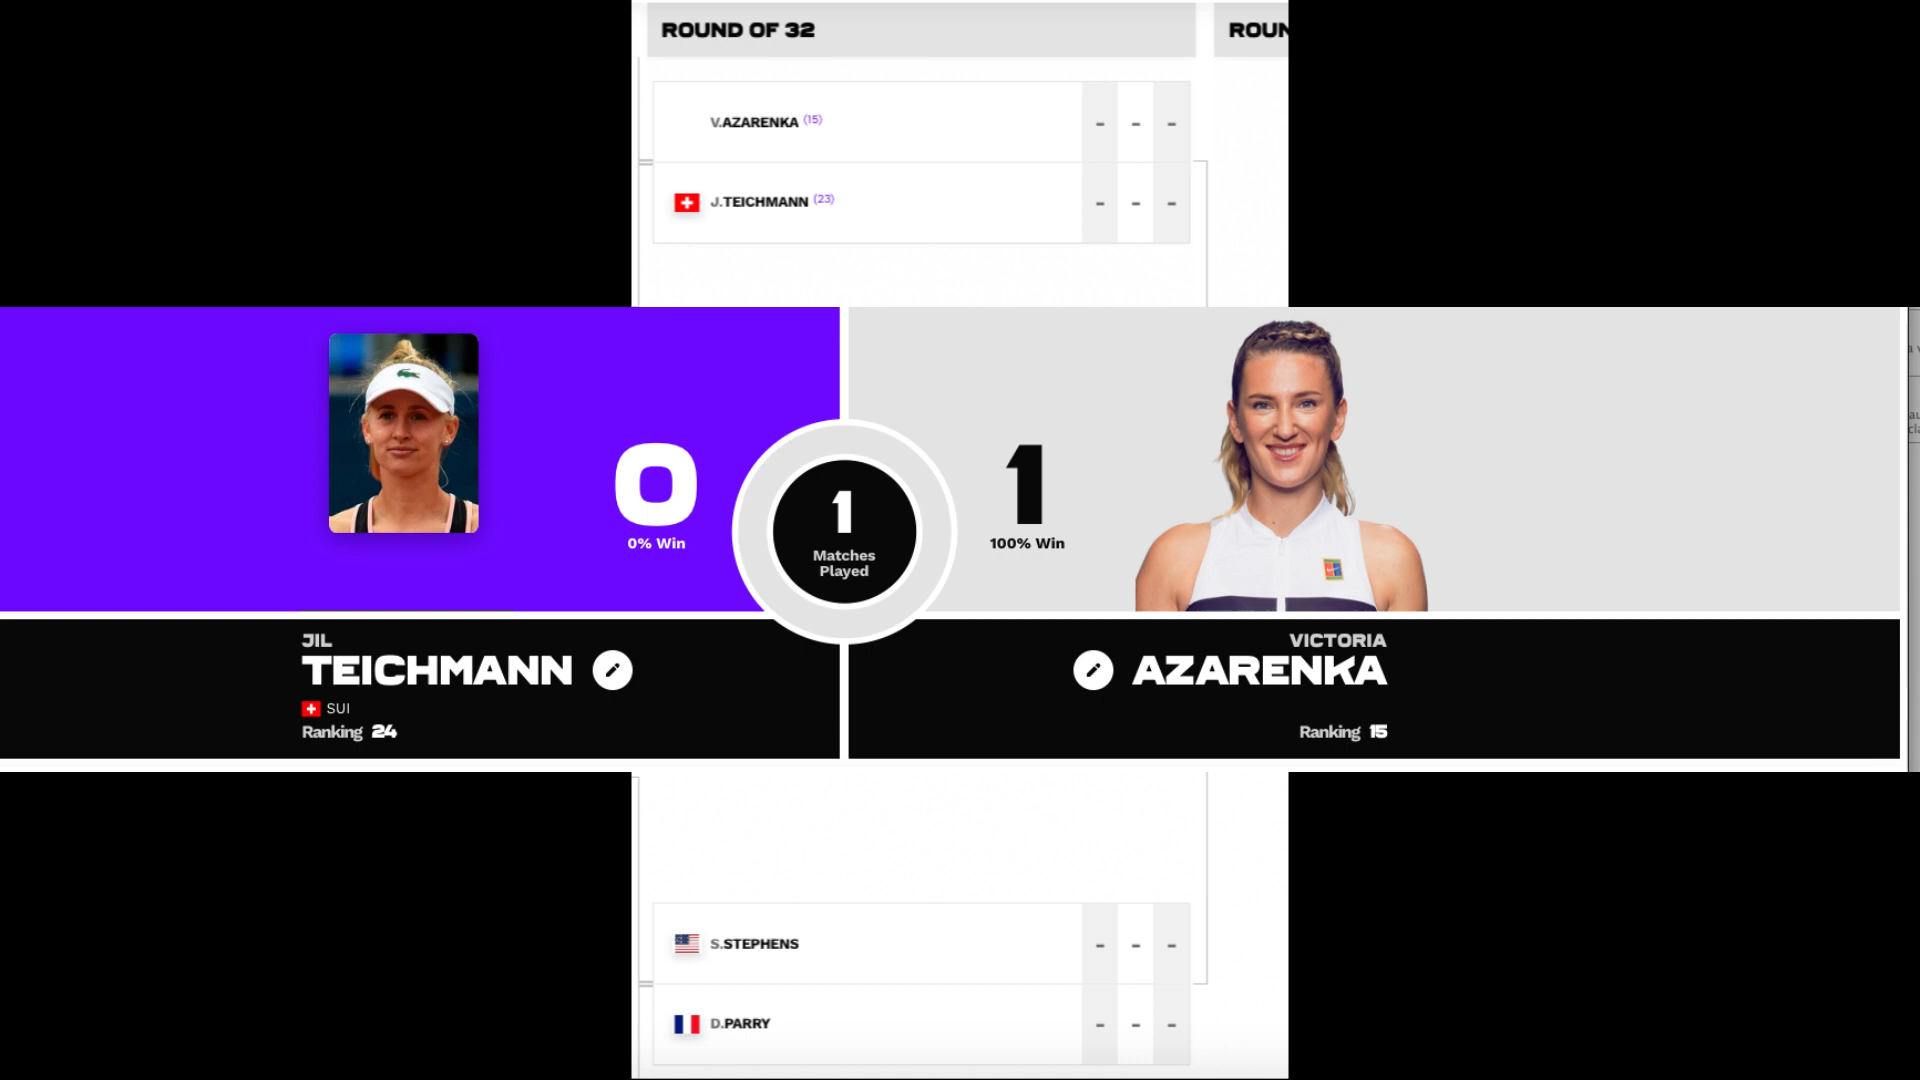 ROUND OF 32
ROUN
V.AZARENKA (15)
- - -
J.TEICHMANN (23)
- - -
0
0% Win
1
Matches
Played
1
100% Win
JIL
TEICHMANN
SUI
Ranking 24
VICTORIA
AZARENKA
Ranking 15
S.STEPHENS
- - -
D.PARRY
- - -